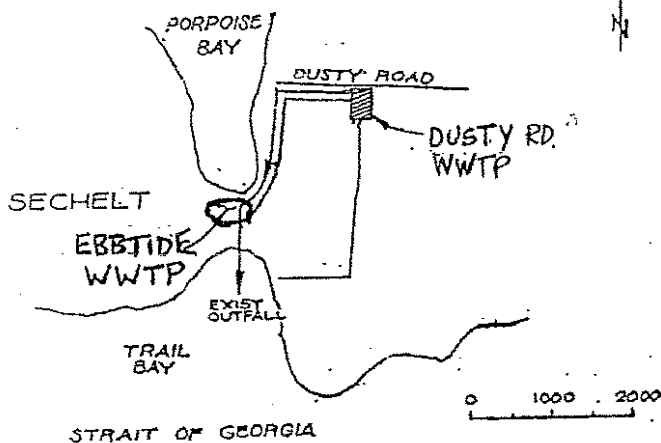 PORPOISE
BAY
N
DUSTY ROAD
DUSTY RD.
WWTP
SECHELT
EBBTIDE
WWTP
EXIST
OUTFALL
TRAIL
BAY
0 1000 2000
STRAIT OF GEORGIA